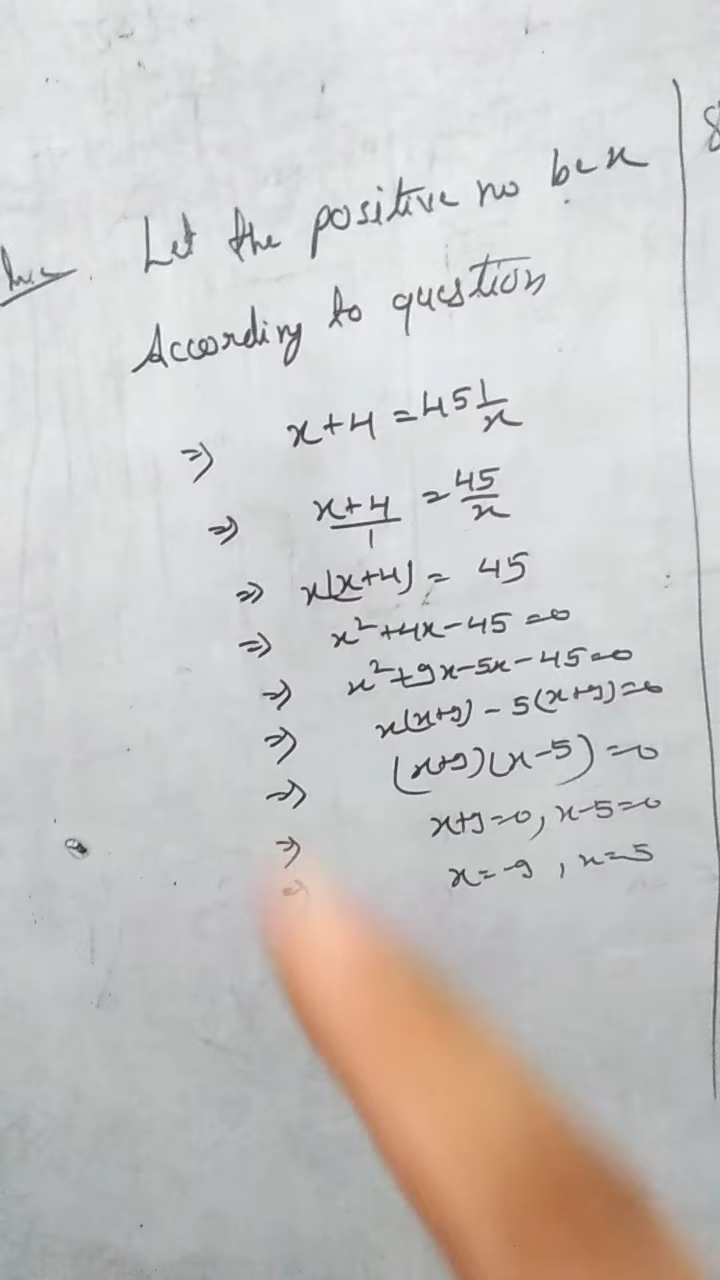 Let the positive no be x
According to question
⇒ x+4 = 45 1/x
⇒ (x+4)/1 = 45/x
⇒ x(x+4) = 45
⇒ x²+4x-45=0
⇒ x²+9x-5x-45=0
⇒ x(x+9)-5(x+9)=0
⇒ (x+9)(x-5)=0
⇒ x+9=0, x-5=0
⇒ x=-9, x=5